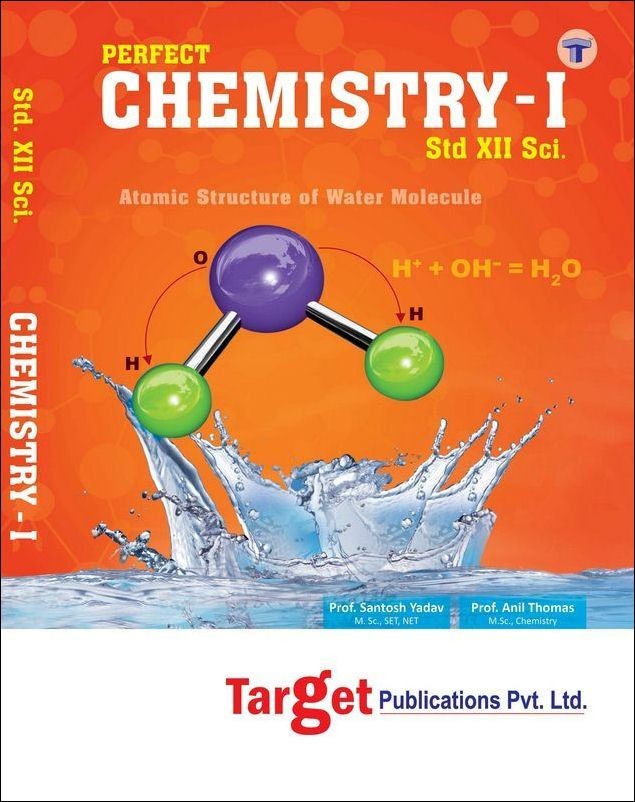 Std. XII Sci.
CHEMISTRY - I
PERFECT
CHEMISTRY-I
Std XII Sci.
T
Atomic Structure of Water Molecule
O
H
H
H⁺ + OH⁻ = H₂O
Prof. Santosh Yadav
M. Sc., SET, NET
Prof. Anil Thomas
M.Sc., Chemistry
Target Publications Pvt. Ltd.